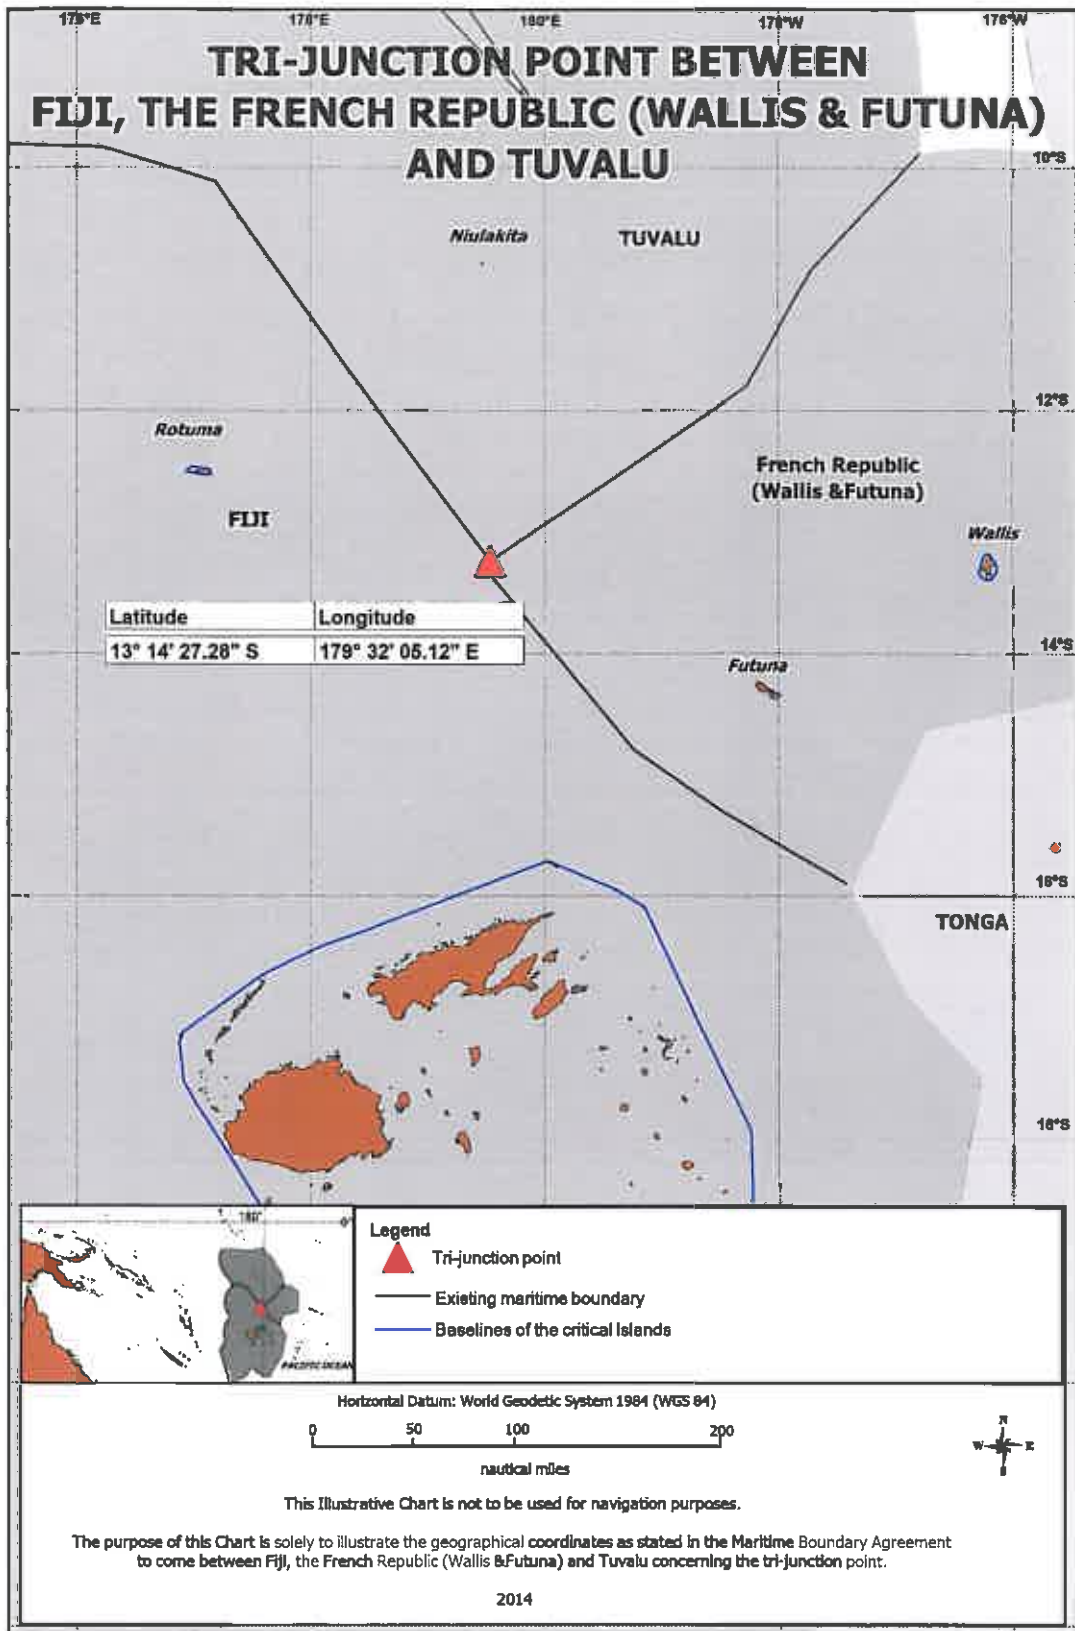 176°E 178°E 180°E 178°W 176°W
TRI-JUNCTION POINT BETWEEN
FIJI, THE FRENCH REPUBLIC (WALLIS & FUTUNA)
AND TUVALU
10°S
Niulakita TUVALU
12°S
Rotuma
French Republic
(Wallis &Futuna)
FIJI
Wallis
Latitude Longitude
13° 14' 27.28" S 179° 32' 05.12" E
14°S
Futuna
16°S
TONGA
18°S
180° 0°
PACIFIC OCEAN
Legend
Tri-junction point
Existing maritime boundary
Baselines of the critical Islands
Horizontal Datum: World Geodetic System 1984 (WGS 84)
0 50 100 200
nautical miles
N
W E
S
This Illustrative Chart is not to be used for navigation purposes.
The purpose of this Chart is solely to illustrate the geographical coordinates as stated in the Maritime Boundary Agreement
to come between Fiji, the French Republic (Wallis &Futuna) and Tuvalu concerning the tri-junction point.
2014